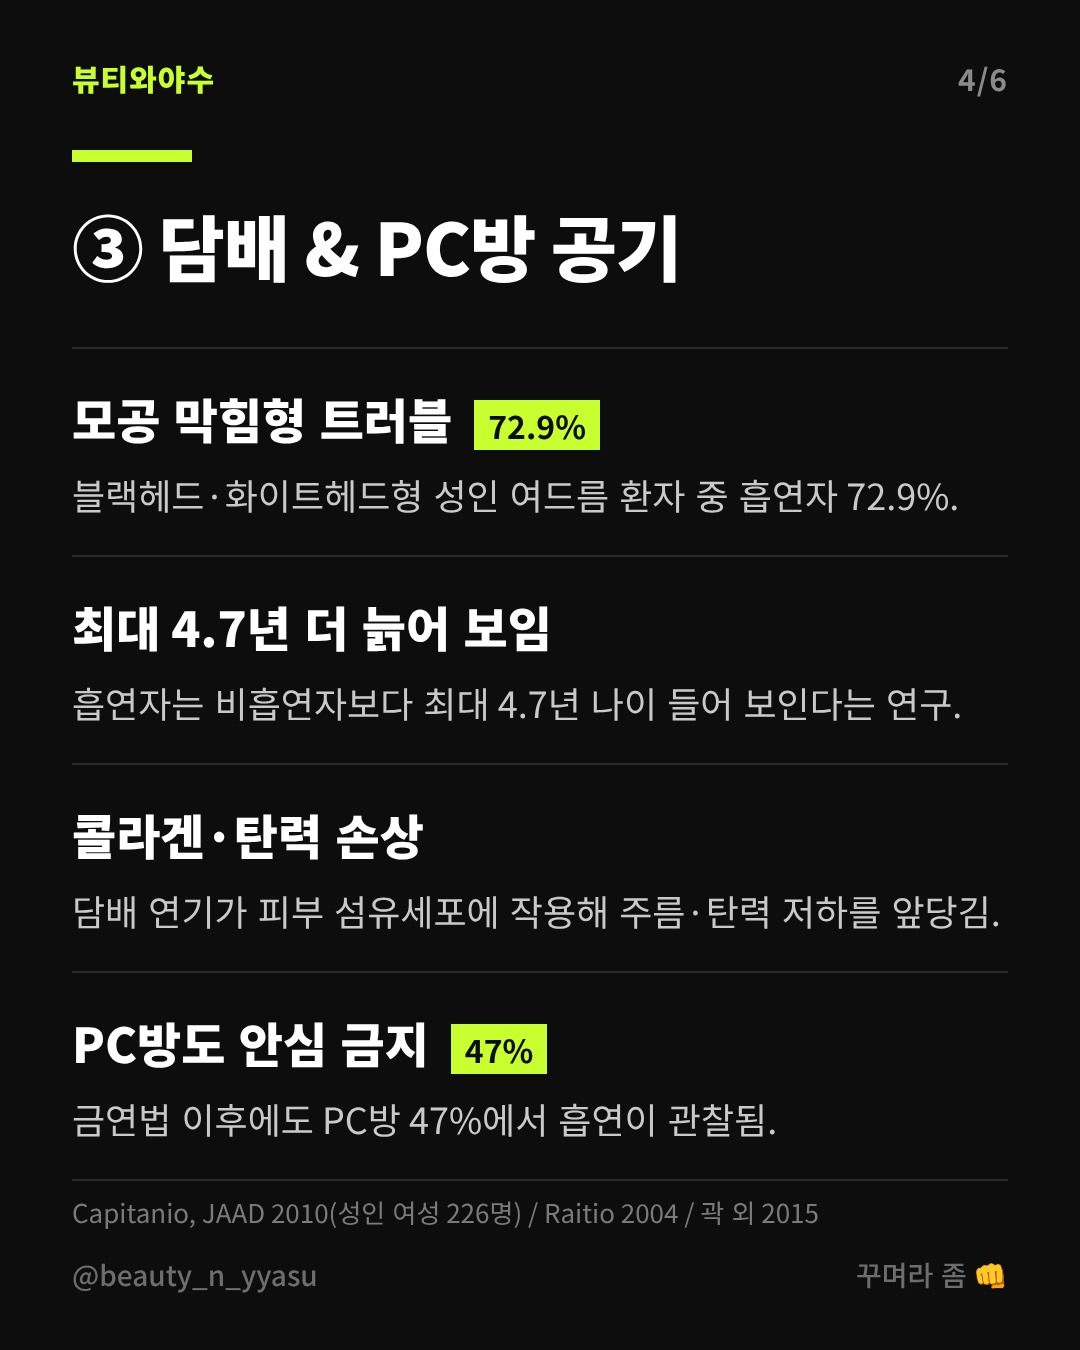 뷰티와야수
4/6
③ 담배 & PC방 공기
모공 막힘형 트러블 72.9%
블랙헤드·화이트헤드형 성인 여드름 환자 중 흡연자 72.9%.
최대 4.7년 더 늙어 보임
흡연자는 비흡연자보다 최대 4.7년 나이 들어 보인다는 연구.
콜라겐·탄력 손상
담배 연기가 피부 섬유세포에 작용해 주름·탄력 저하를 앞당김.
PC방도 안심 금지 47%
금연법 이후에도 PC방 47%에서 흡연이 관찰됨.
Capitanio, JAAD 2010(성인 여성 226명) / Raitio 2004 / 곽 외 2015
@beauty_n_yyasu
꾸며라 좀 👊